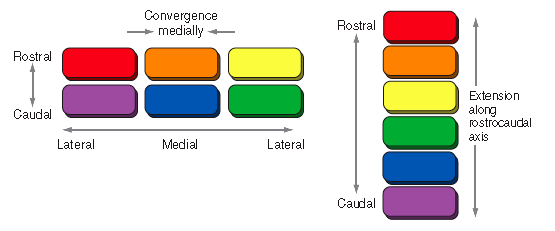 Convergence
medially
Rostral
Caudal
Lateral Medial Lateral
Rostral
Caudal
Extension
along
rostrocaudal
axis